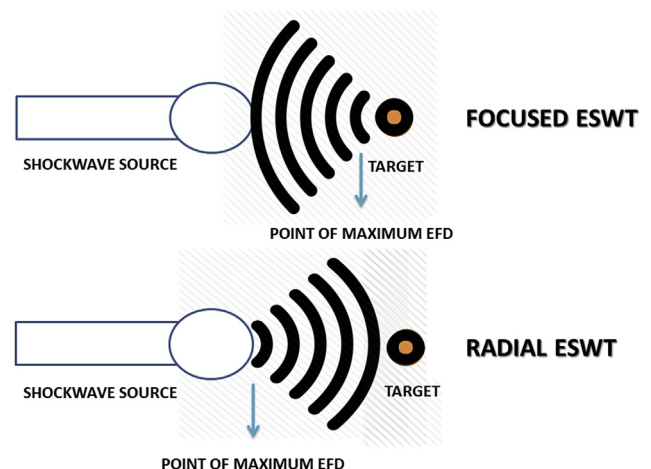 FOCUSED ESWT
SHOCKWAVE SOURCE
TARGET
POINT OF MAXIMUM EFD
RADIAL ESWT
SHOCKWAVE SOURCE
TARGET
POINT OF MAXIMUM EFD